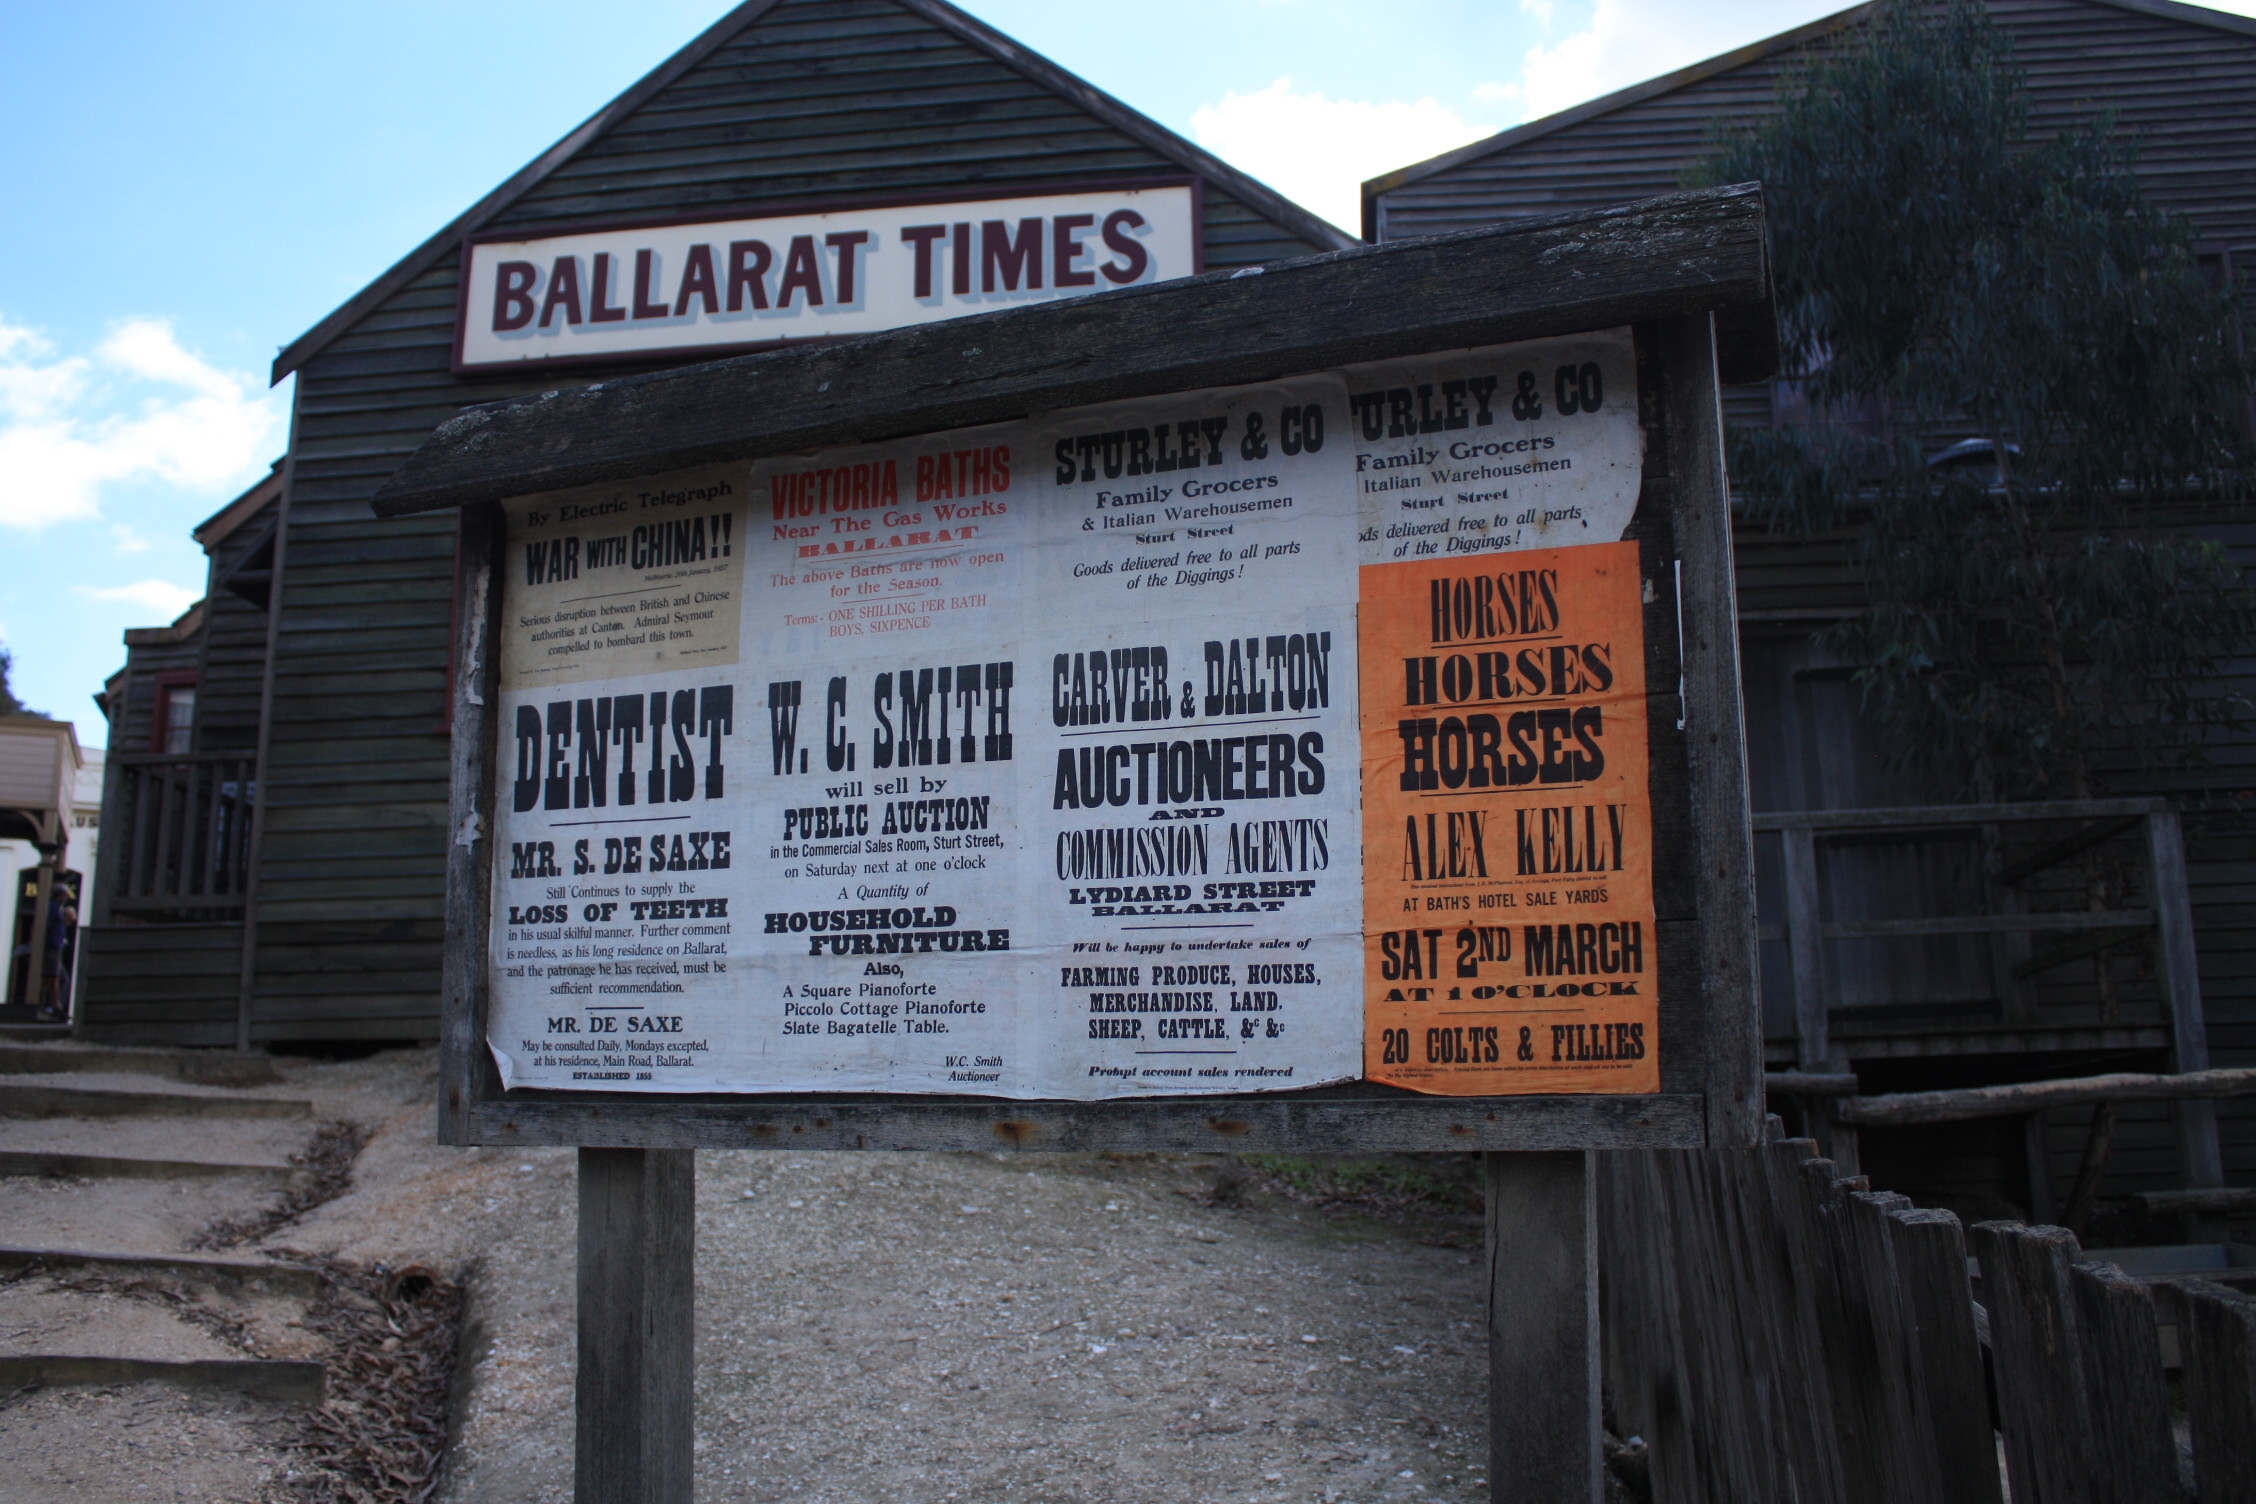 BALLARAT TIMES
By Electric Telegraph
WAR WITH CHINA!!
Melbourne, 20th January, 1857
Serious disruption between British and Chinese
authorities at Canton. Admiral Seymour
compelled to bombard this town.
DENTIST
MR. S. DE SAXE
Still Continues to supply the
LOSS OF TEETH
in his usual skilful manner. Further comment
is needless, as his long residence on Ballarat,
and the patronage he has received, must be
sufficient recommendation.
MR. DE SAXE
May be consulted Daily, Mondays excepted,
at his residence, Main Road, Ballarat.
ESTABLISHED 1855
VICTORIA BATHS
Near The Gas Works
BALLARAT
The above Baths are now open
for the Season.
Terms:- ONE SHILLING PER BATH
BOYS, SIXPENCE
W. C. SMITH
will sell by
PUBLIC AUCTION
in the Commercial Sales Room, Sturt Street,
on Saturday next at one o'clock
A Quantity of
HOUSEHOLD
FURNITURE
Also,
A Square Pianoforte
Piccolo Cottage Pianoforte
Slate Bagatelle Table.
W.C. Smith
Auctioneer
STURLEY & CO
Family Grocers
& Italian Warehousemen
Sturt Street
Goods delivered free to all parts
of the Diggings!
CARVER & DALTON
AUCTIONEERS
AND
COMMISSION AGENTS
LYDIARD STREET
BALLARAT
Will be happy to undertake sales of
FARMING PRODUCE, HOUSES,
MERCHANDISE, LAND,
SHEEP, CATTLE, &c &c
Prompt account sales rendered
TURLEY & CO
Family Grocers
Italian Warehousemen
Sturt Street
ods delivered free to all parts
of the Diggings!
HORSES
HORSES
HORSES
ALEX KELLY
AT BATH'S HOTEL SALE YARDS
SAT 2ND MARCH
AT 1 O'CLOCK
20 COLTS & FILLIES